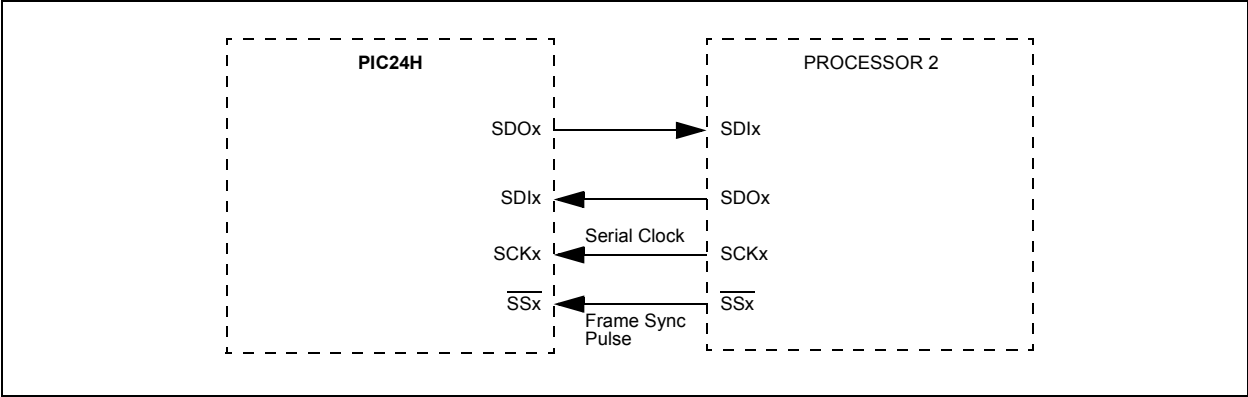 PIC24H
PROCESSOR 2
SDOx
SDIx
SDIx
SDOx
Serial Clock
SCKx
SCKx
SSx
SSx
Frame Sync
Pulse